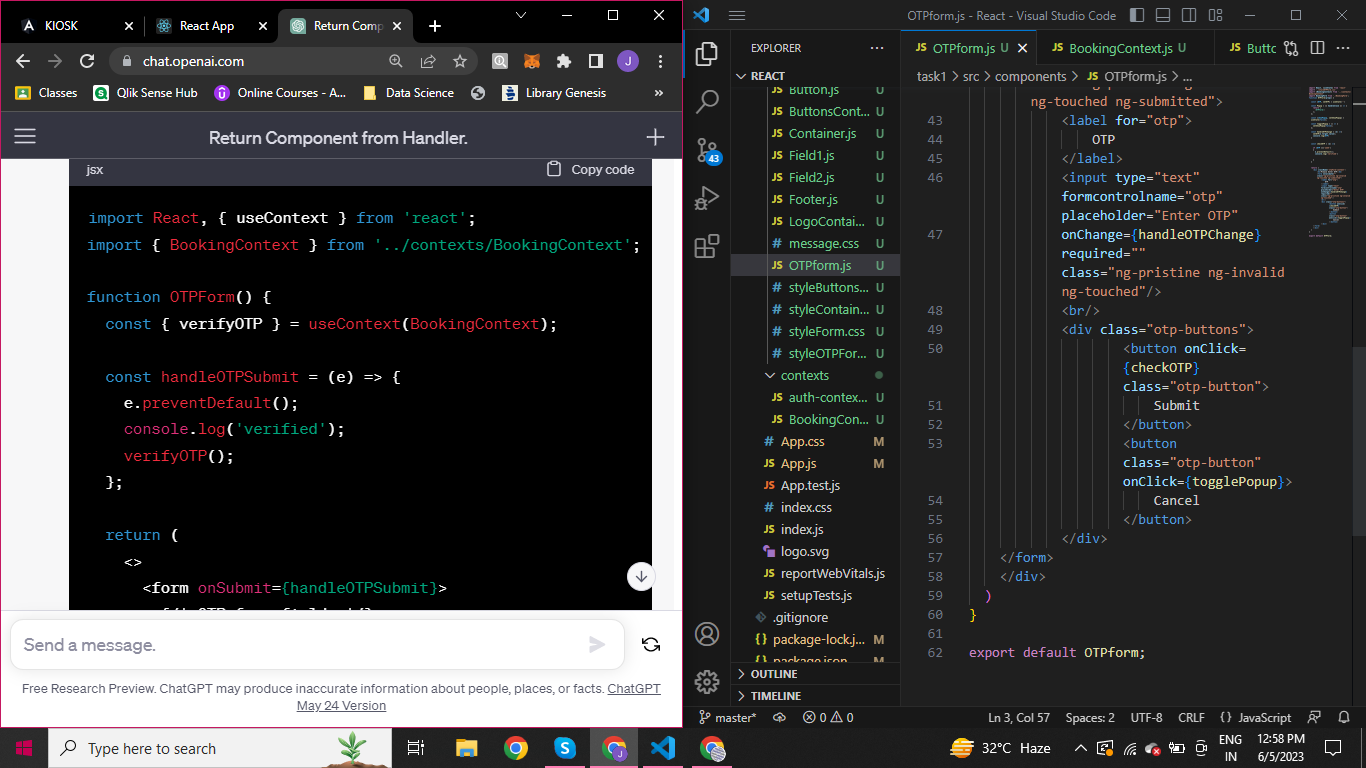 KIOSK
React App
Return Comp
chat.openai.com
J
Classes
Qlik Sense Hub
Online Courses - A...
Data Science
Library Genesis
»
Return Component from Handler.
jsx
Copy code
import React, { useContext } from 'react';
import { BookingContext } from '../contexts/BookingContext';
function OTPForm() {
const { verifyOTP } = useContext(BookingContext);
const handleOTPSubmit = (e) => {
e.preventDefault();
console.log('verified');
verifyOTP();
};
return (
<>
<form onSubmit={handleOTPSubmit}>
Send a message.
Free Research Preview. ChatGPT may produce inaccurate information about people, places, or facts. ChatGPT
May 24 Version
OTPform.js - React - Visual Studio Code
EXPLORER
REACT
Button.js U
ButtonsCont... U
Container.js U
Field1.js U
Field2.js U
Footer.js U
LogoContai... U
# message.css U
JS OTPform.js U
# styleButtons... U
# styleContain... U
# styleForm.css U
# styleOTPFor... U
contexts
JS auth-contex... U
JS BookingCon... U
# App.css M
JS App.js M
JS App.test.js
# index.css
JS index.js
logo.svg
JS reportWebVitals.js
JS setupTests.js
.gitignore
{} package-lock.j... M
{} package.json M
OUTLINE
TIMELINE
43
JS OTPform.js U
JS BookingContext.js U
JS Buttc
task1 > src > components > JS OTPform.js > ...
ng-touched ng-submitted">
43 <label for="otp">
44 OTP
45 </label>
46 <input type="text"
formcontrolname="otp"
placeholder="Enter OTP"
47 onChange={handleOTPChange}
required=""
class="ng-pristine ng-invalid
ng-touched"/>
48 <br/>
49 <div class="otp-buttons">
50 <button onClick=
{checkOTP}
class="otp-button">
51 Submit
52 </button>
53 <button
class="otp-button"
onClick={togglePopup}>
54 Cancel
55 </button>
56 </div>
57 </form>
58 </div>
59 )
60 }
61
62 export default OTPform;
master*
0 0
Ln 3, Col 57
Spaces: 2
UTF-8
CRLF
{} JavaScript
Type here to search
32°C Haze
ENG
IN
12:58 PM
6/5/2023